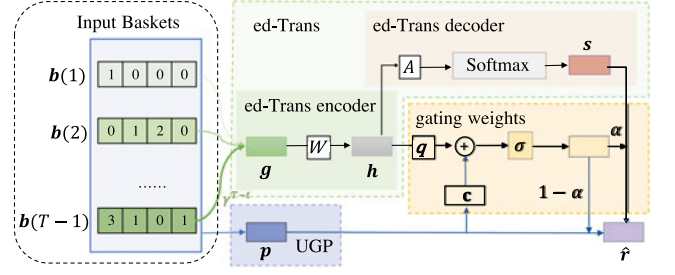 Input Baskets
ed-Trans
ed-Trans decoder
b(1)
1 0 0 0
A
Softmax
s
b(2)
0 1 2 0
ed-Trans encoder
gating weights
g
W
h
q
+
σ
α
......
γ^{T-t}
c
1 − α
b(T−1)
3 1 0 1
p
UGP
r̂